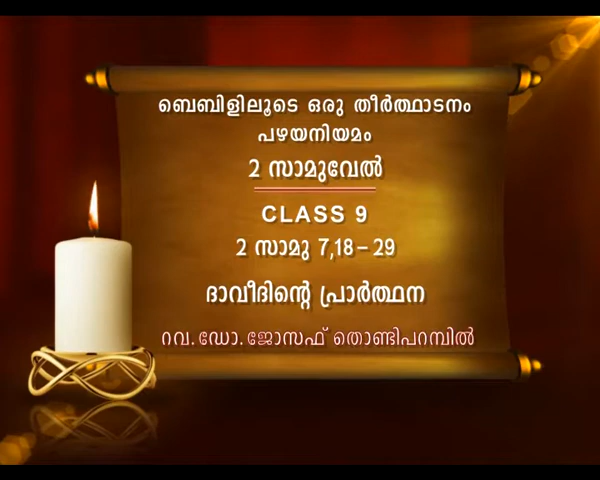 ബെബിളിലൂടെ ഒരു തീർത്ഥാടനം
പഴയനിയമം
2 സാമുവേൽ
CLASS 9
2 സാമു 7,18 – 29
ദാവീദിന്റെ പ്രാർത്ഥന
റവ. ഡോ. ജോസഫ് തൊണ്ടിപറമ്പിൽ